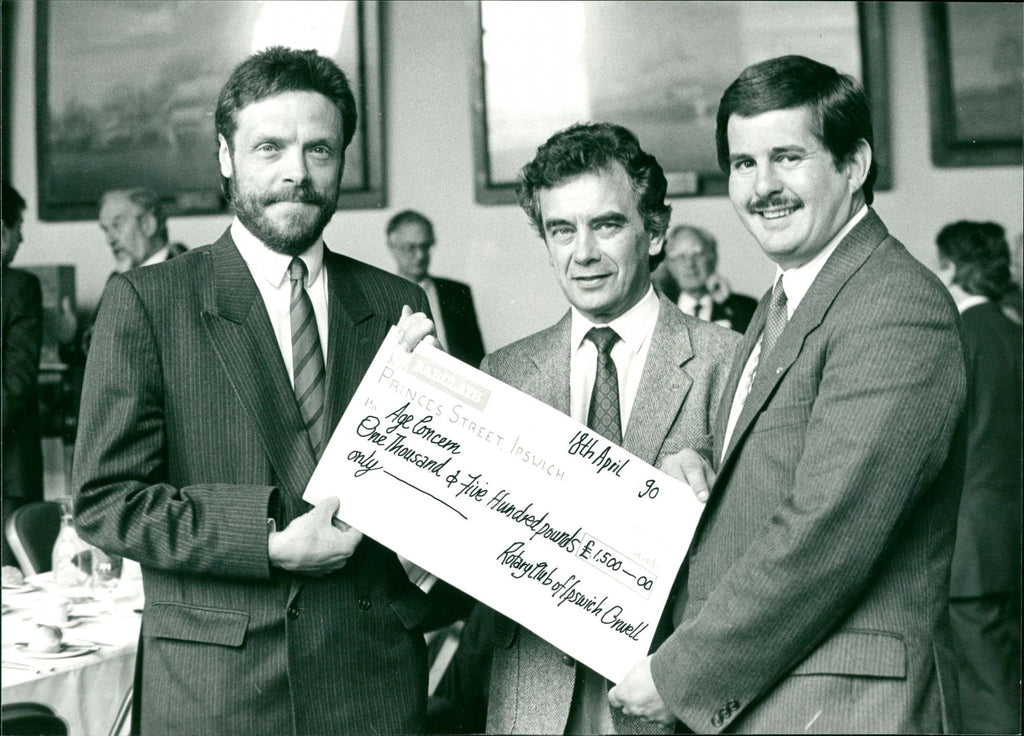 BARCLAYS
PRINCES STREET, IPSWICH
18th April 90
Pay Age Concern
One Thousand & Five Hundred pounds
only
£1,500—00
Rotary Club of Ipswich Orwell